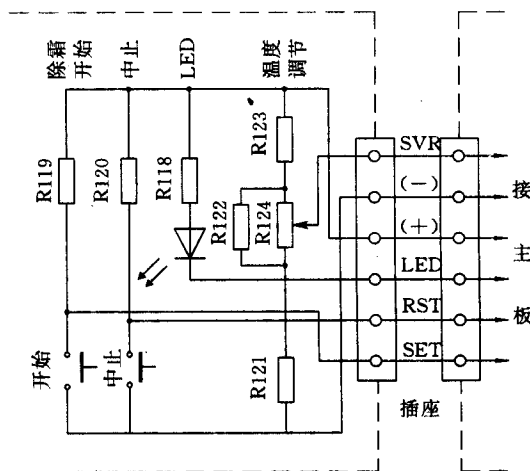 除霜
开始
中止
LED
温度
调节
R119
R120
R118
R123
R122
R124
R121
开始
中止
SVR
(-)
(+)
LED
RST
SET
接
主
板
插座